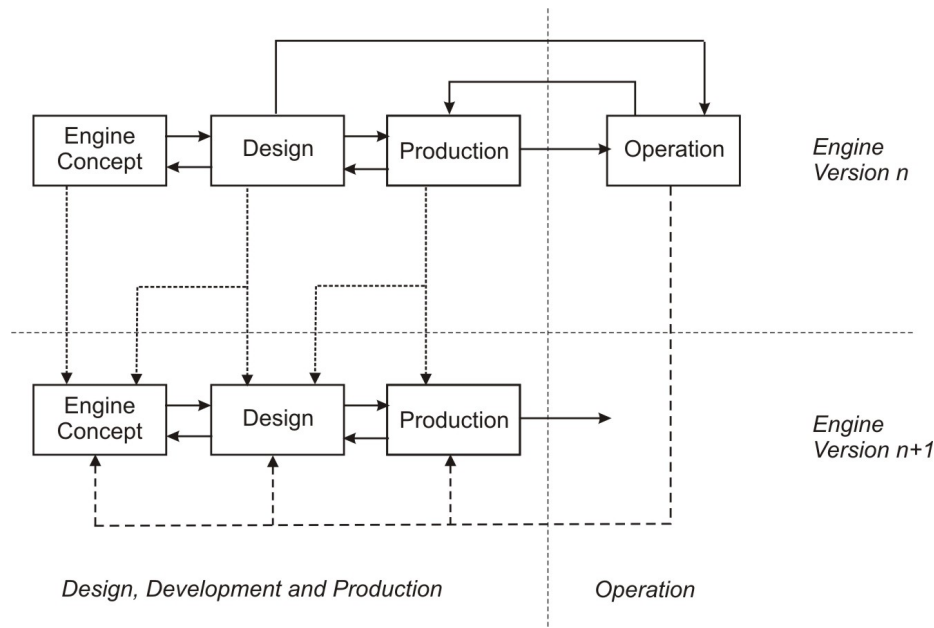 Engine
Concept
Design
Production
Operation
Engine
Version n
Engine
Concept
Design
Production
Engine
Version n+1
Design, Development and Production
Operation